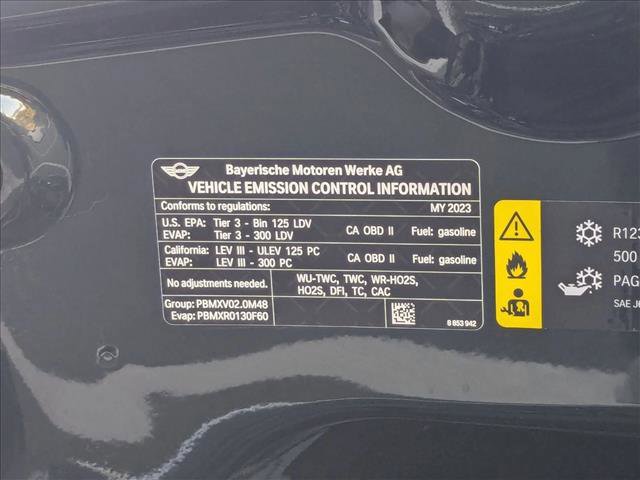 Bayerische Motoren Werke AG
VEHICLE EMISSION CONTROL INFORMATION
Conforms to regulations: MY 2023
U.S. EPA: Tier 3 - Bin 125 LDV CA OBD II Fuel: gasoline
EVAP: Tier 3 - 300 LDV
California: LEV III - ULEV 125 PC CA OBD II Fuel: gasoline
EVAP: LEV III - 300 PC
No adjustments needed. WU-TWC, TWC, WR-HO2S,
HO2S, DFI, TC, CAC
Group: PBMXV02.0M48
Evap: PBMXR0130F60
8 653 942
R123
500
PAG
SAE J6